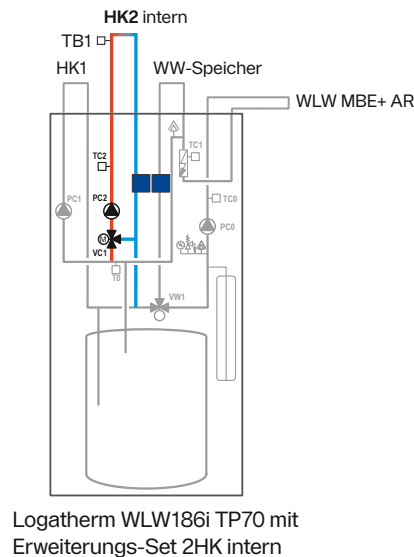 HK2 intern
TB1
HK1
WW-Speicher
WLW MBE+ AR
TC1
TC2
PC1
PC2
TC0
PC0
M
VC1
T0
VW1
Logatherm WLW186i TP70 mit
Erweiterungs-Set 2HK intern